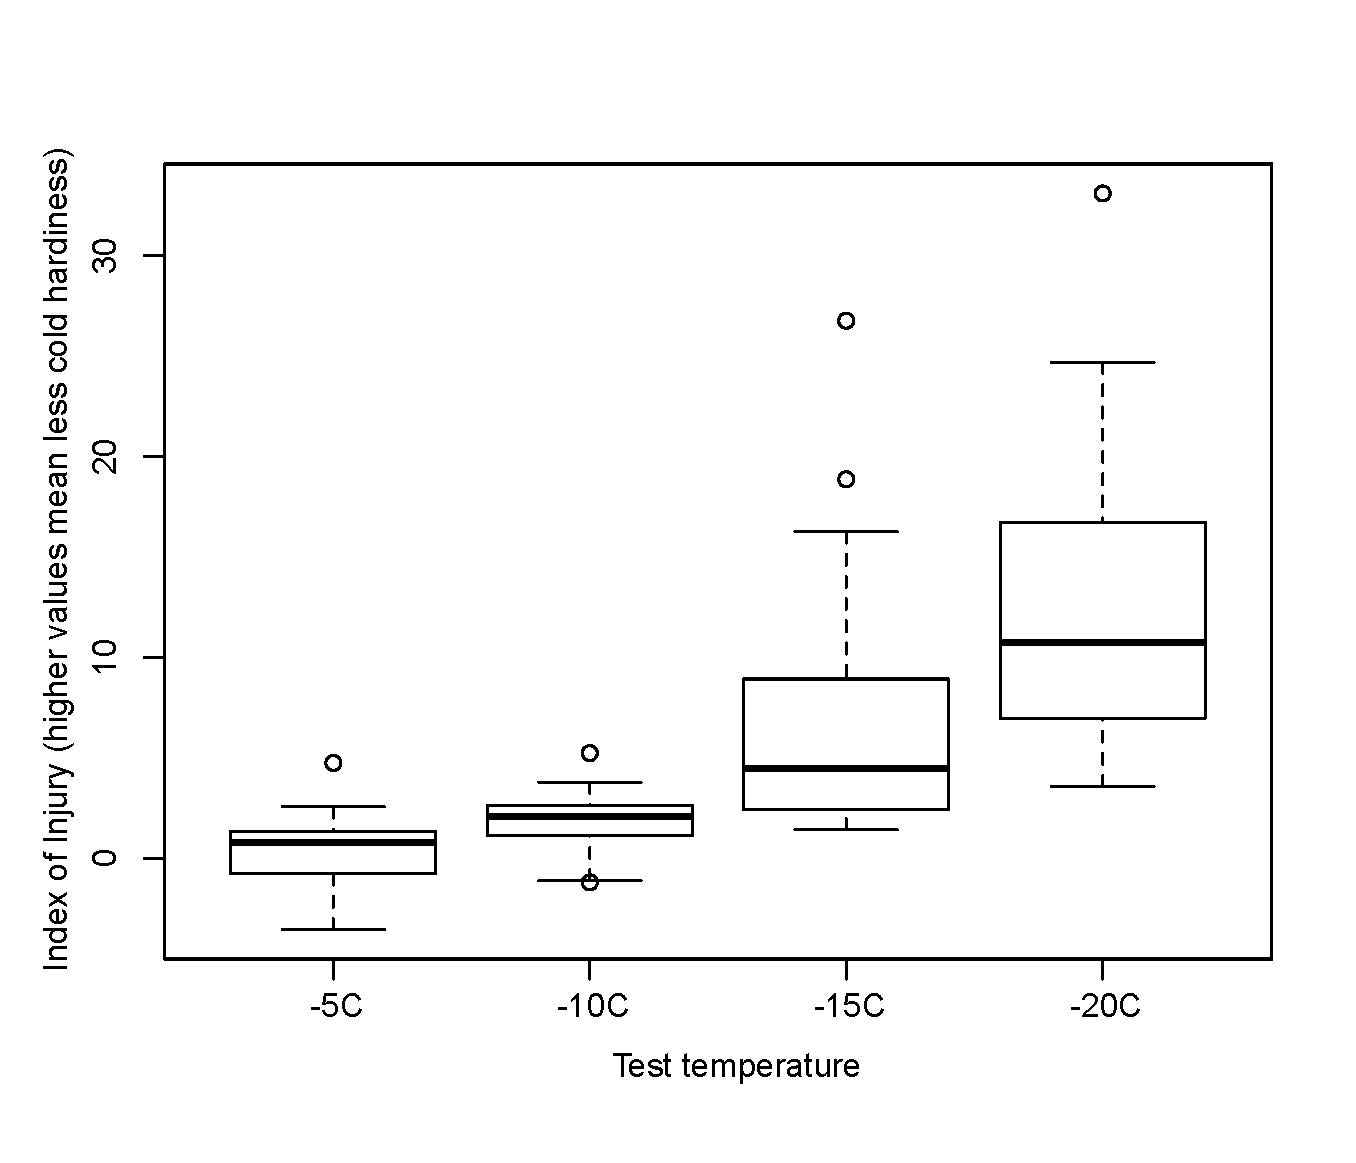 Index of Injury (higher values mean less cold hardiness)
30
20
10
0
-5C
-10C
-15C
-20C
Test temperature